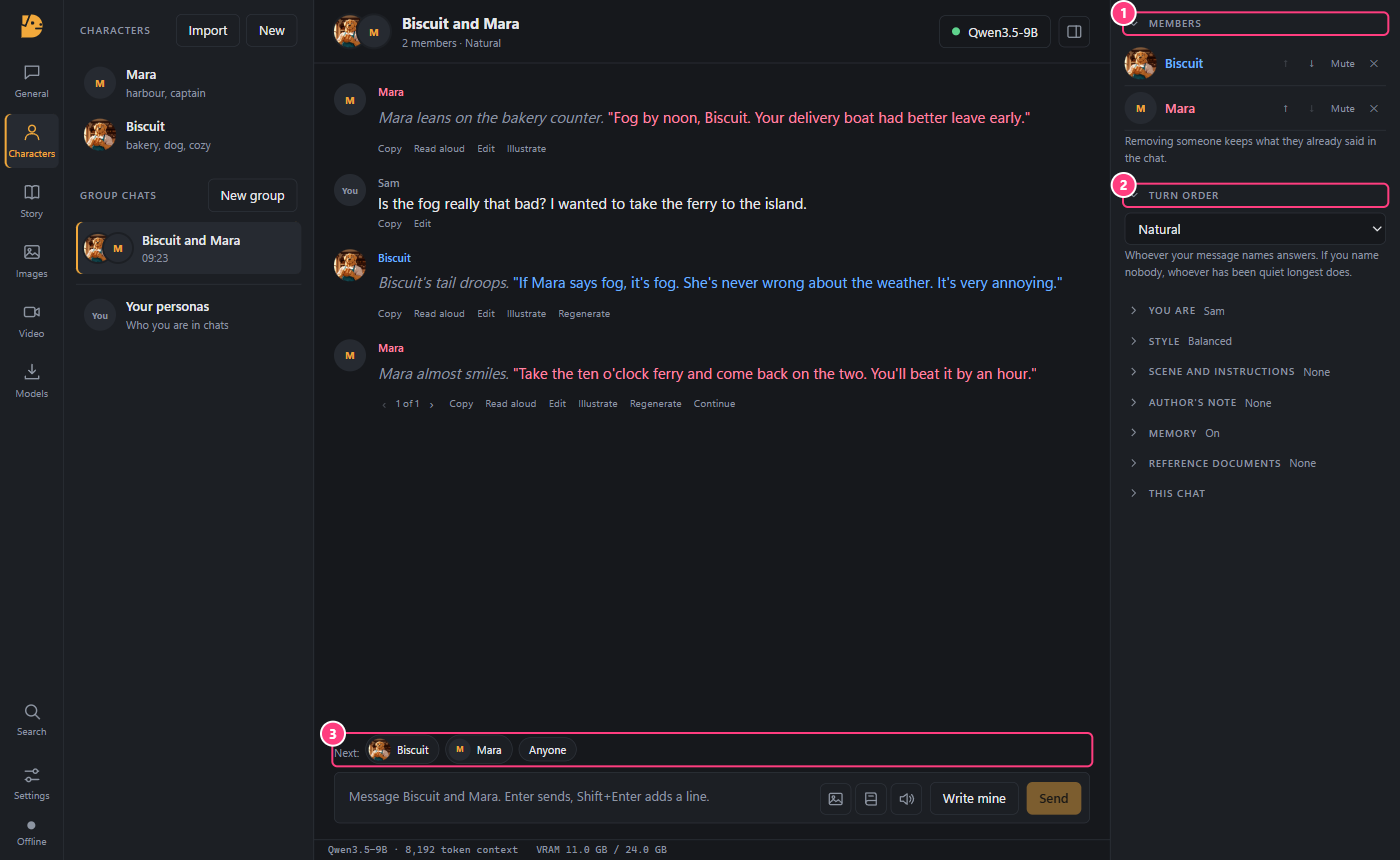 General
Characters
Story
Images
Video
Models
Search
Settings
Offline
CHARACTERS
Import
New
M
Mara
harbour, captain
Biscuit
bakery, dog, cozy
GROUP CHATS
New group
M
Biscuit and Mara
09:23
You
Your personas
Who you are in chats
M
Biscuit and Mara
2 members · Natural
Qwen3.5-9B
M
Mara
Mara leans on the bakery counter. "Fog by noon, Biscuit. Your delivery boat had better leave early."
Copy Read aloud Edit Illustrate
You
Sam
Is the fog really that bad? I wanted to take the ferry to the island.
Copy Edit
Biscuit
Biscuit's tail droops. "If Mara says fog, it's fog. She's never wrong about the weather. It's very annoying."
Copy Read aloud Edit Illustrate Regenerate
M
Mara
Mara almost smiles. "Take the ten o'clock ferry and come back on the two. You'll beat it by an hour."
‹ 1 of 1 › Copy Read aloud Edit Illustrate Regenerate Continue
3
Next: Biscuit M Mara Anyone
Message Biscuit and Mara. Enter sends, Shift+Enter adds a line.
Write mine
Send
Qwen3.5-9B · 8,192 token context VRAM 11.0 GB / 24.0 GB
1
MEMBERS
Biscuit ↑ ↓ Mute ×
M Mara ↑ ↓ Mute ×
Removing someone keeps what they already said in
the chat.
2
TURN ORDER
Natural
Whoever your message names answers. If you name
nobody, whoever has been quiet longest does.
YOU ARE Sam
STYLE Balanced
SCENE AND INSTRUCTIONS None
AUTHOR'S NOTE None
MEMORY On
REFERENCE DOCUMENTS None
THIS CHAT